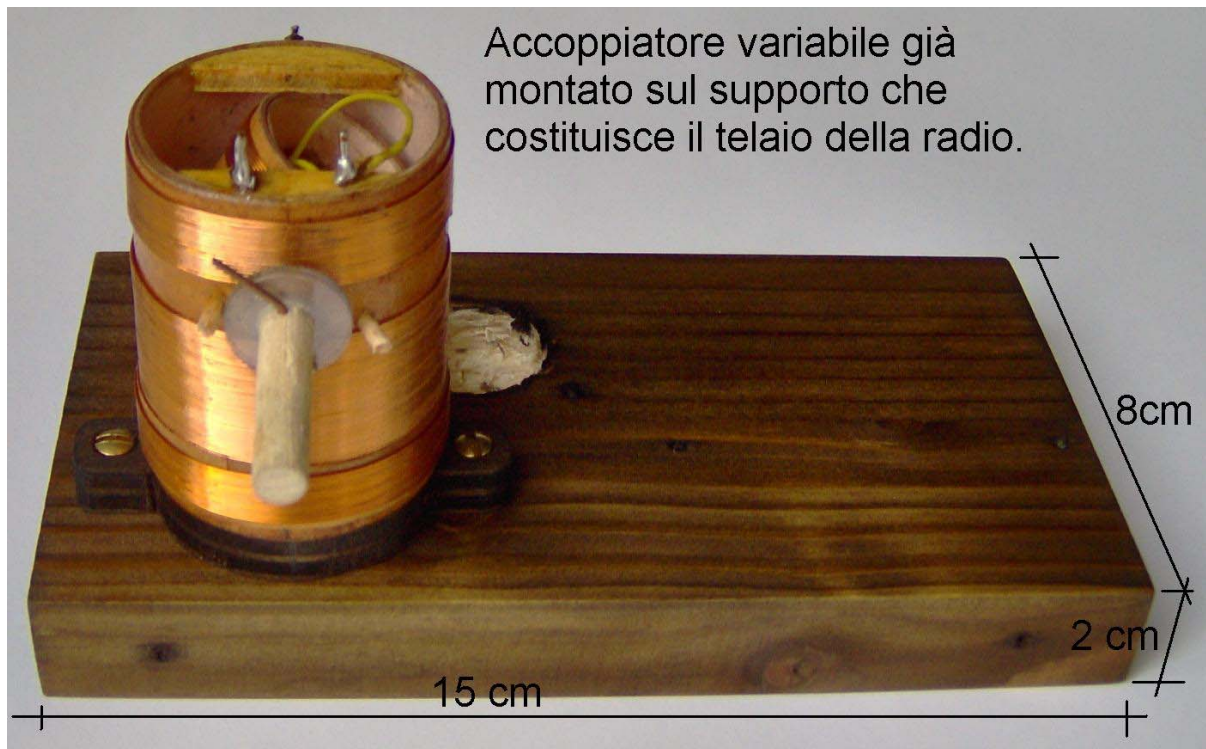 Accoppiatore variabile già
montato sul supporto che
costituisce il telaio della radio.
8cm
2 cm
15 cm